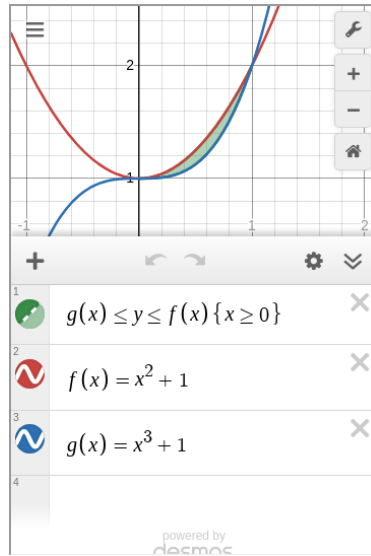 2
1
-1
1
2
1
g(x) ≤ y ≤ f(x) {x ≥ 0}
2
f(x) = x² + 1
3
g(x) = x³ + 1
4
powered by
desmos